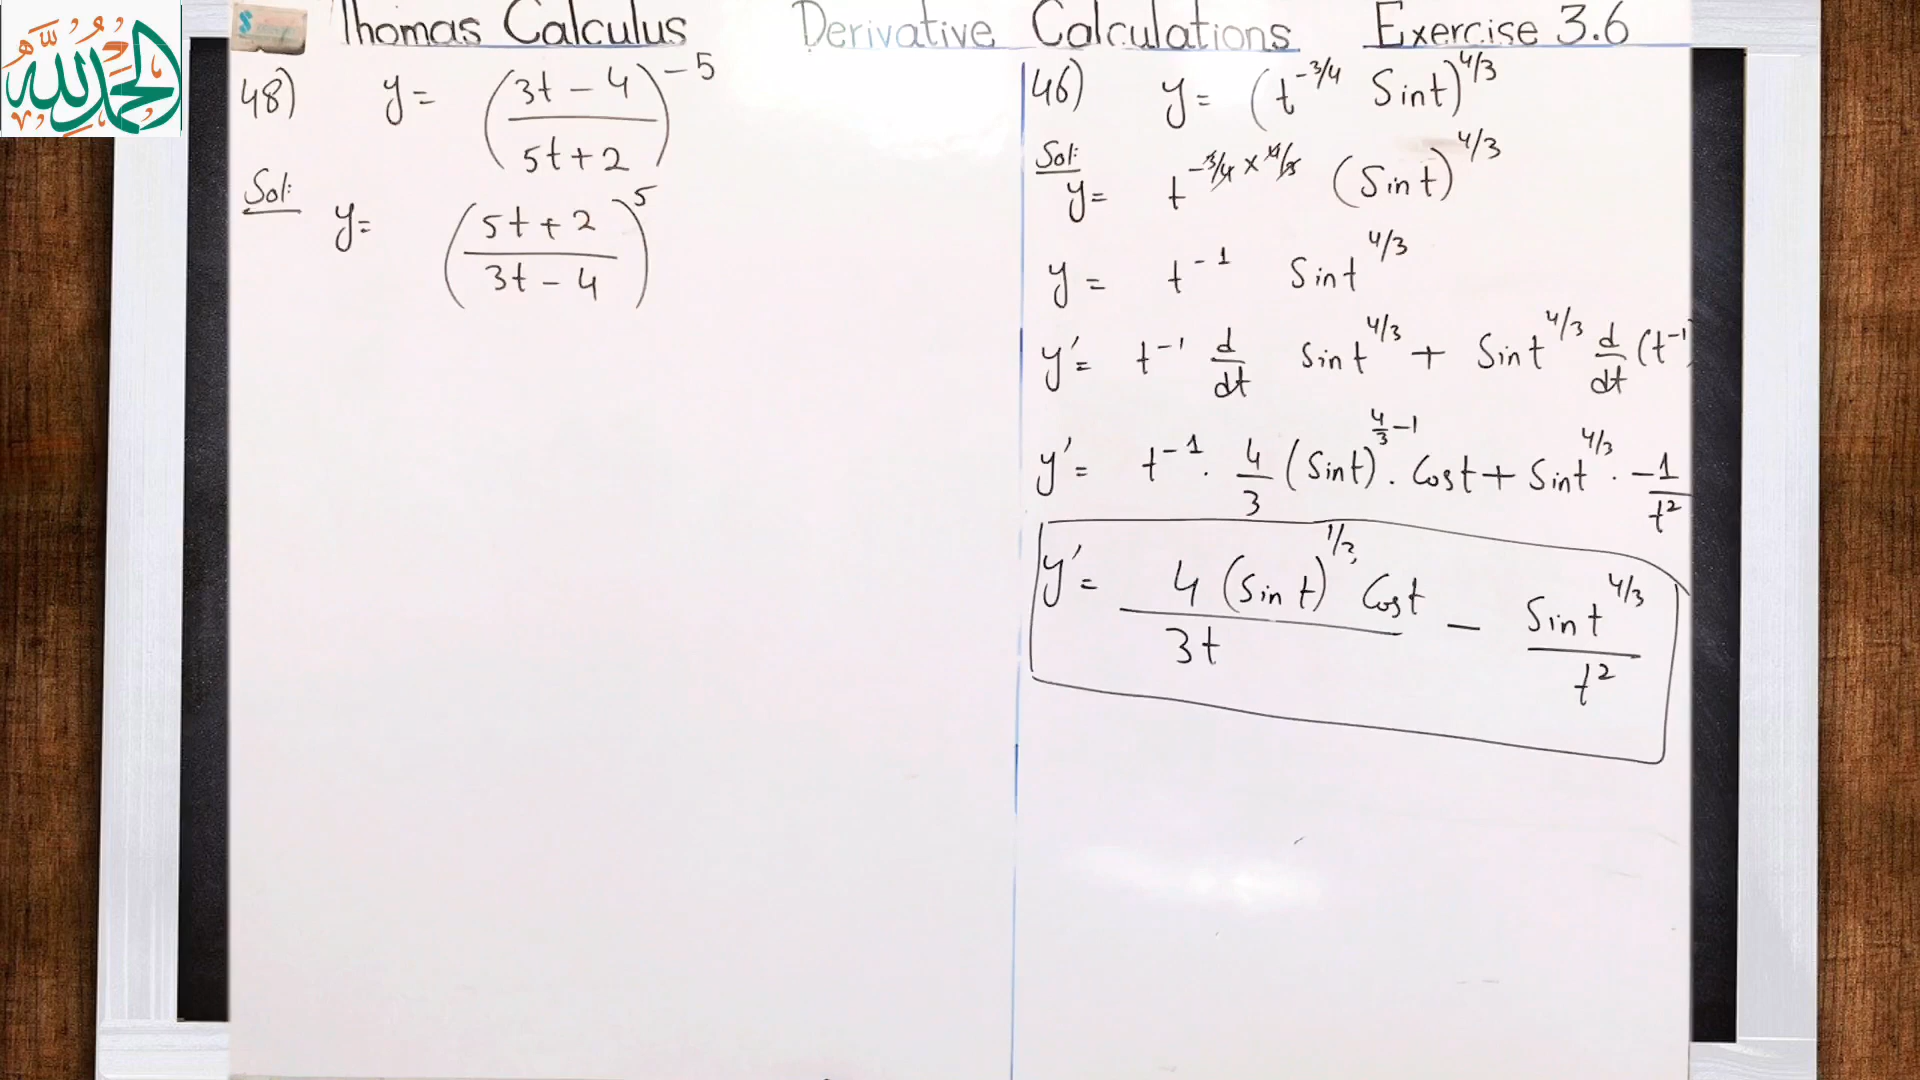 الحمد لله
Thomas Calculus Derivative Calculations Exercise 3.6
48) y = ((3t - 4)/(5t + 2))^-5
Sol:
y = ((5t + 2)/(3t - 4))^5
46) y = (t^-3/4 Sint)^4/3
Sol:
y = t^-3/4 × 4/3 (Sint)^4/3
y = t^-1 Sint^4/3
y' = t^-1 d/dt Sint^4/3 + Sint^4/3 d/dt (t^-1)
y' = t^-1 . 4/3 (Sint)^4/3 -1 . Cost + Sint^4/3 . -1/t^2
y' = 4 (Sint)^1/3 Cost / 3t - Sint^4/3 / t^2